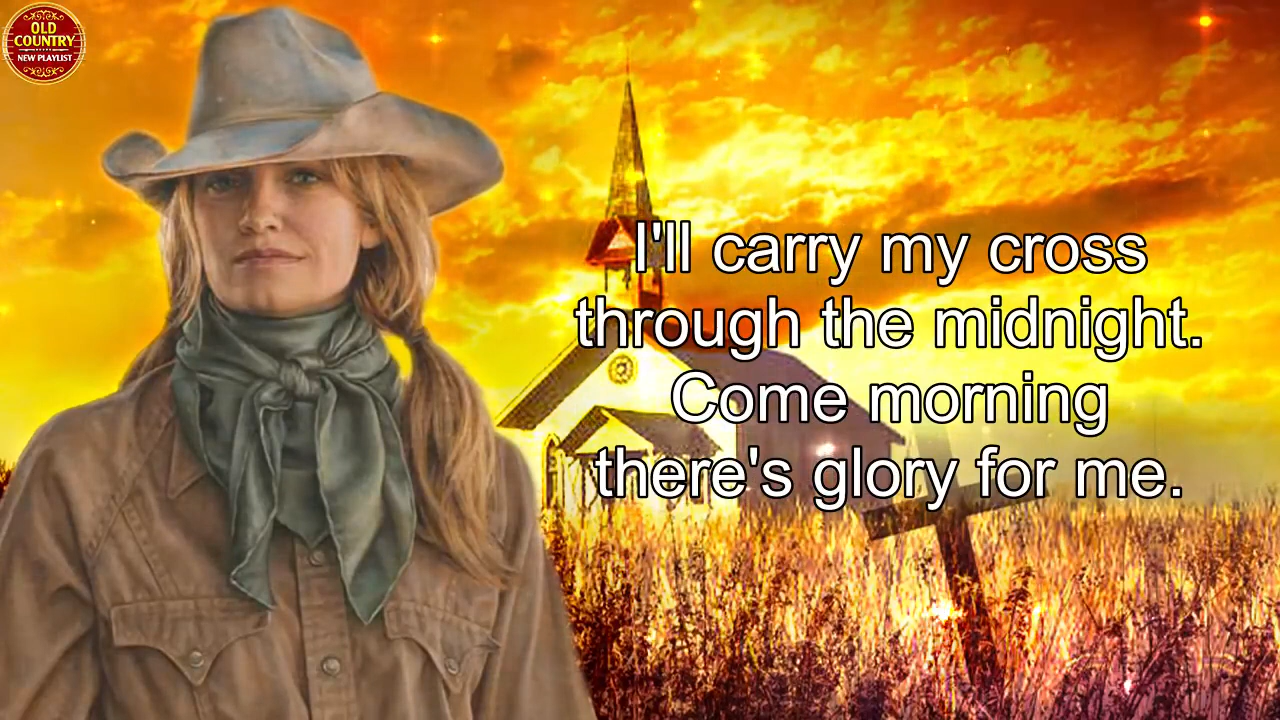 OLD
COUNTRY
NEW PLAYLIST
I'll carry my cross
through the midnight.
Come morning
there's glory for me.